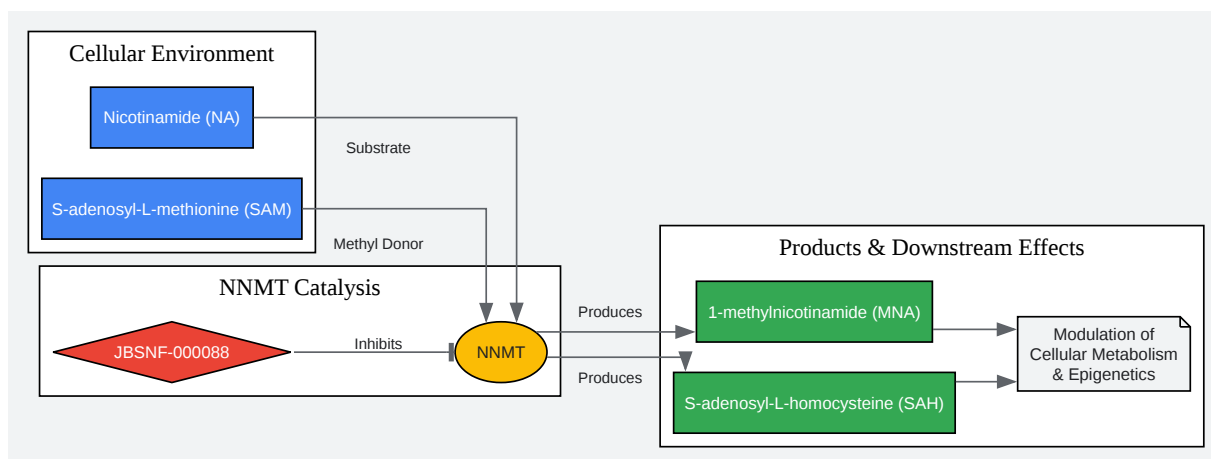 Cellular Environment
Nicotinamide (NA)
Substrate
S-adenosyl-L-methionine (SAM)
Methyl Donor
NNMT Catalysis
JBSNF-000088
Inhibits
NNMT
Produces
Produces
Products & Downstream Effects
1-methylnicotinamide (MNA)
S-adenosyl-L-homocysteine (SAH)
Modulation of
Cellular Metabolism
& Epigenetics